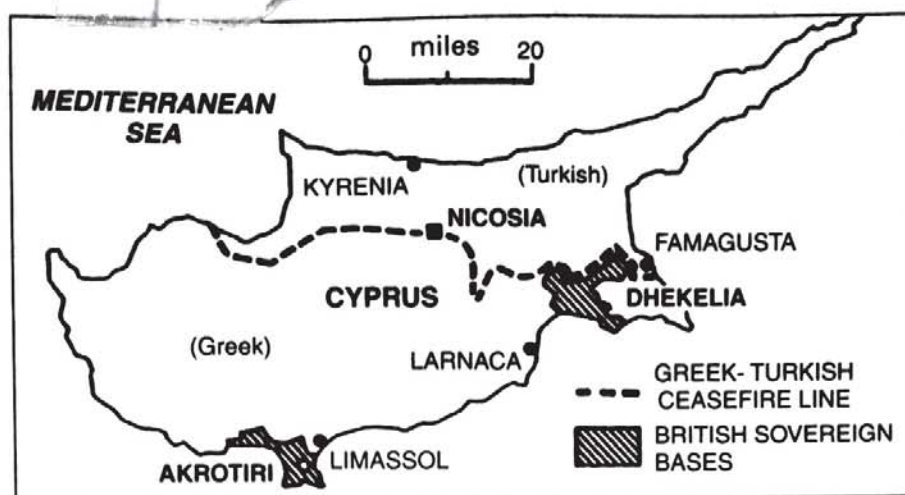 0 miles 20
MEDITERRANEAN
SEA
KYRENIA
(Turkish)
NICOSIA
FAMAGUSTA
CYPRUS
DHEKELIA
(Greek)
LARNACA
GREEK- TURKISH
CEASEFIRE LINE
BRITISH SOVEREIGN
BASES
AKROTIRI
LIMASSOL